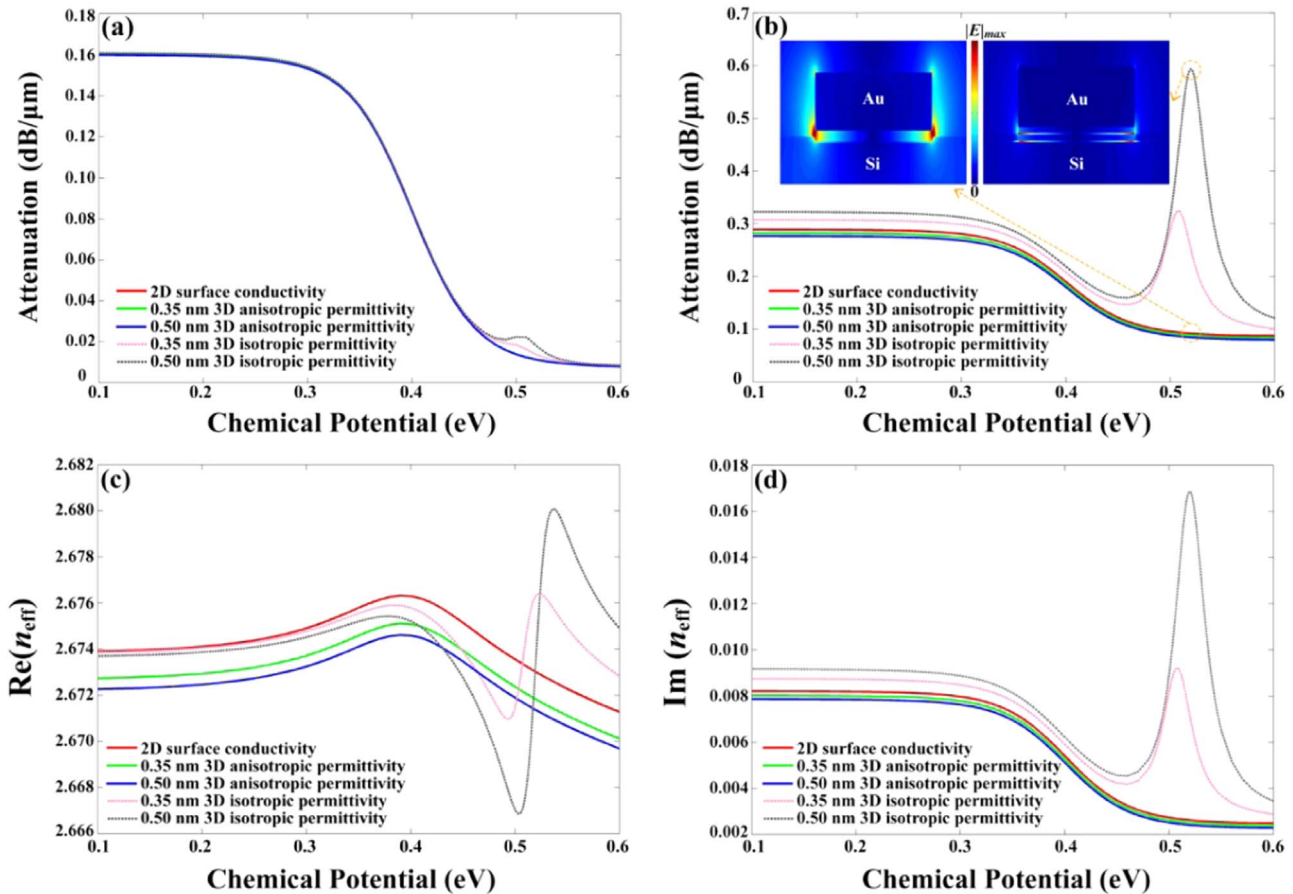 (a)
Attenuation (dB/μm)
0.18
0.16
0.14
0.12
0.10
0.08
0.06
0.04
0.02
0
2D surface conductivity
0.35 nm 3D anisotropic permittivity
0.50 nm 3D anisotropic permittivity
0.35 nm 3D isotropic permittivity
0.50 nm 3D isotropic permittivity
0.1 0.2 0.3 0.4 0.5 0.6
Chemical Potential (eV)
(b)
Attenuation (dB/μm)
0.7
0.6
0.5
0.4
0.3
0.2
0.1
0
|E|max
Au
Si
0
Au
Si
2D surface conductivity
0.35 nm 3D anisotropic permittivity
0.50 nm 3D anisotropic permittivity
0.35 nm 3D isotropic permittivity
0.50 nm 3D isotropic permittivity
0.1 0.2 0.3 0.4 0.5 0.6
Chemical Potential (eV)
(c)
Re(neff)
2.682
2.680
2.678
2.676
2.674
2.672
2.670
2.668
2.666
2D surface conductivity
0.35 nm 3D anisotropic permittivity
0.50 nm 3D anisotropic permittivity
0.35 nm 3D isotropic permittivity
0.50 nm 3D isotropic permittivity
0.1 0.2 0.3 0.4 0.5 0.6
Chemical Potential (eV)
(d)
Im (neff)
0.018
0.016
0.014
0.012
0.010
0.008
0.006
0.004
0.002
2D surface conductivity
0.35 nm 3D anisotropic permittivity
0.50 nm 3D anisotropic permittivity
0.35 nm 3D isotropic permittivity
0.50 nm 3D isotropic permittivity
0.1 0.2 0.3 0.4 0.5 0.6
Chemical Potential (eV)